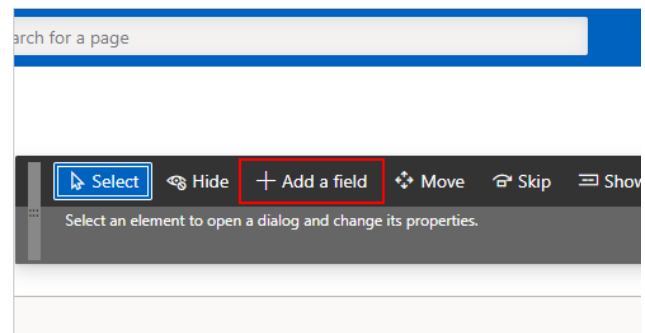 arch for a page
Select Hide Add a field Move Skip Show
Select an element to open a dialog and change its properties.